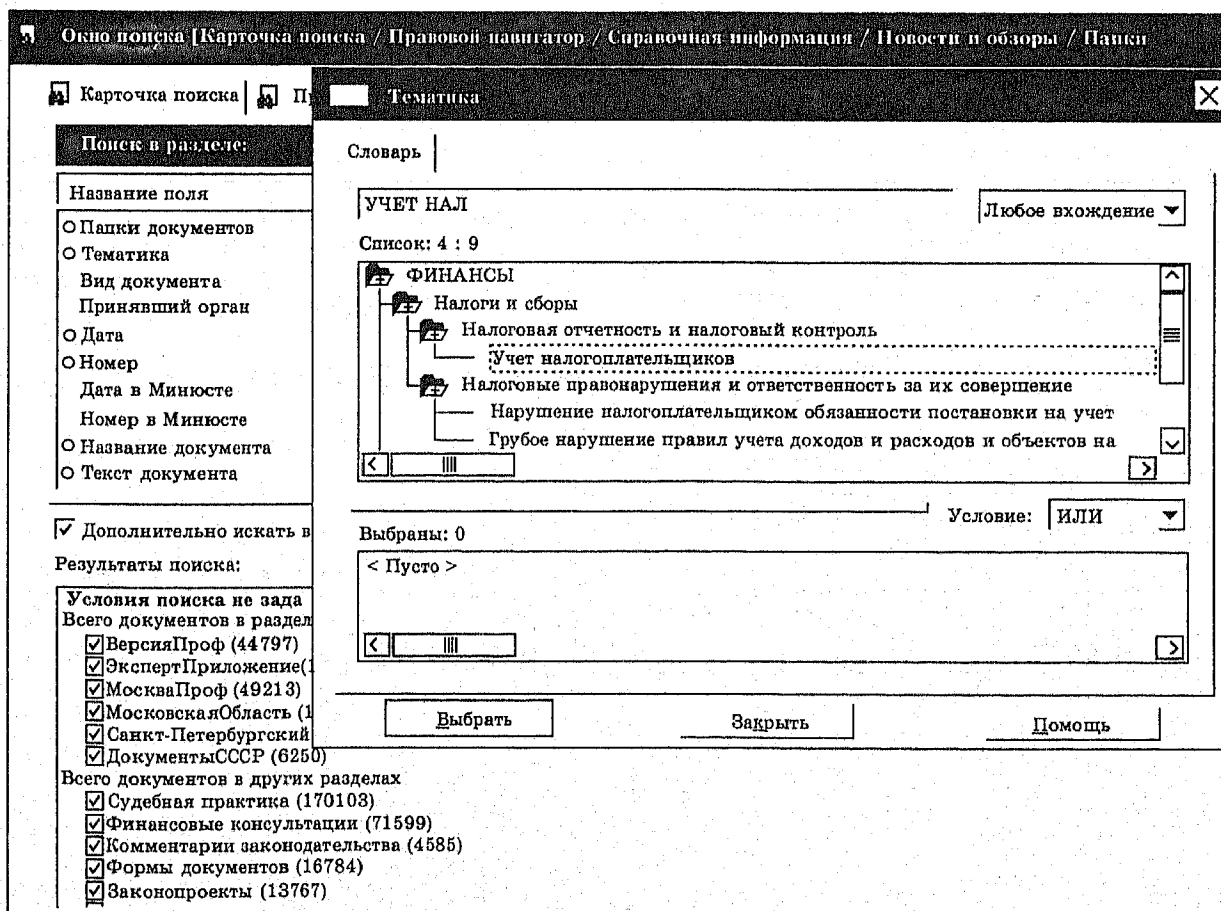 Окно поиска [Карточка поиска / Правовой навигатор / Справочная информация / Новости и обзоры / Папки
Карточка поиска
Тематика
Поиск в разделе:
Словарь
Название поля
УЧЕТ НАЛ
Любое вхождение
Папки документов
Список: 4 : 9
Тематика
ФИНАНСЫ
Вид документа
Налоги и сборы
Принявший орган
Налоговая отчетность и налоговый контроль
Дата
Учет налогоплательщиков
Номер
Налоговые правонарушения и ответственность за их совершение
Дата в Минюсте
Нарушение налогоплательщиком обязанности постановки на учет
Номер в Минюсте
Грубое нарушение правил учета доходов и расходов и объектов на
Название документа
Текст документа
Условие: ИЛИ
Дополнительно искать в
Выбраны: 0
Результаты поиска:
< Пусто >
Условия поиска не зада
Всего документов в раздел
ВерсияПроф (44797)
ЭкспертПриложение(1
МоскваПроф (49213)
МосковскаяОбласть (1
Санкт-Петербургский
ДокументыСССР (6250)
Выбрать
Закрыть
Помощь
Всего документов в других разделах
Судебная практика (170103)
Финансовые консультации (71599)
Комментарии законодательства (4585)
Формы документов (16784)
Законопроекты (13767)